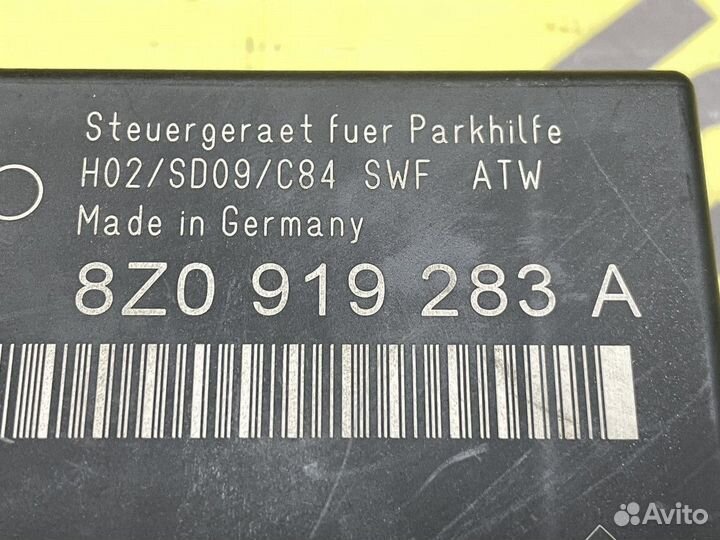 Steuergeraet fuer Parkhilfe
H02/SD09/C84 SWF ATW
Made in Germany
8Z0 919 283 A
Avito